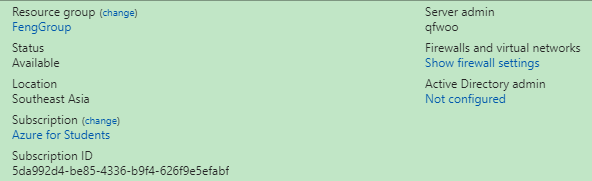 Resource group (change)
FengGroup
Status
Available
Location
Southeast Asia
Subscription (change)
Azure for Students
Subscription ID
5da992d4-be85-4336-b9f4-626f9e5efabf
Server admin
qfwoo
Firewalls and virtual networks
Show firewall settings
Active Directory admin
Not configured